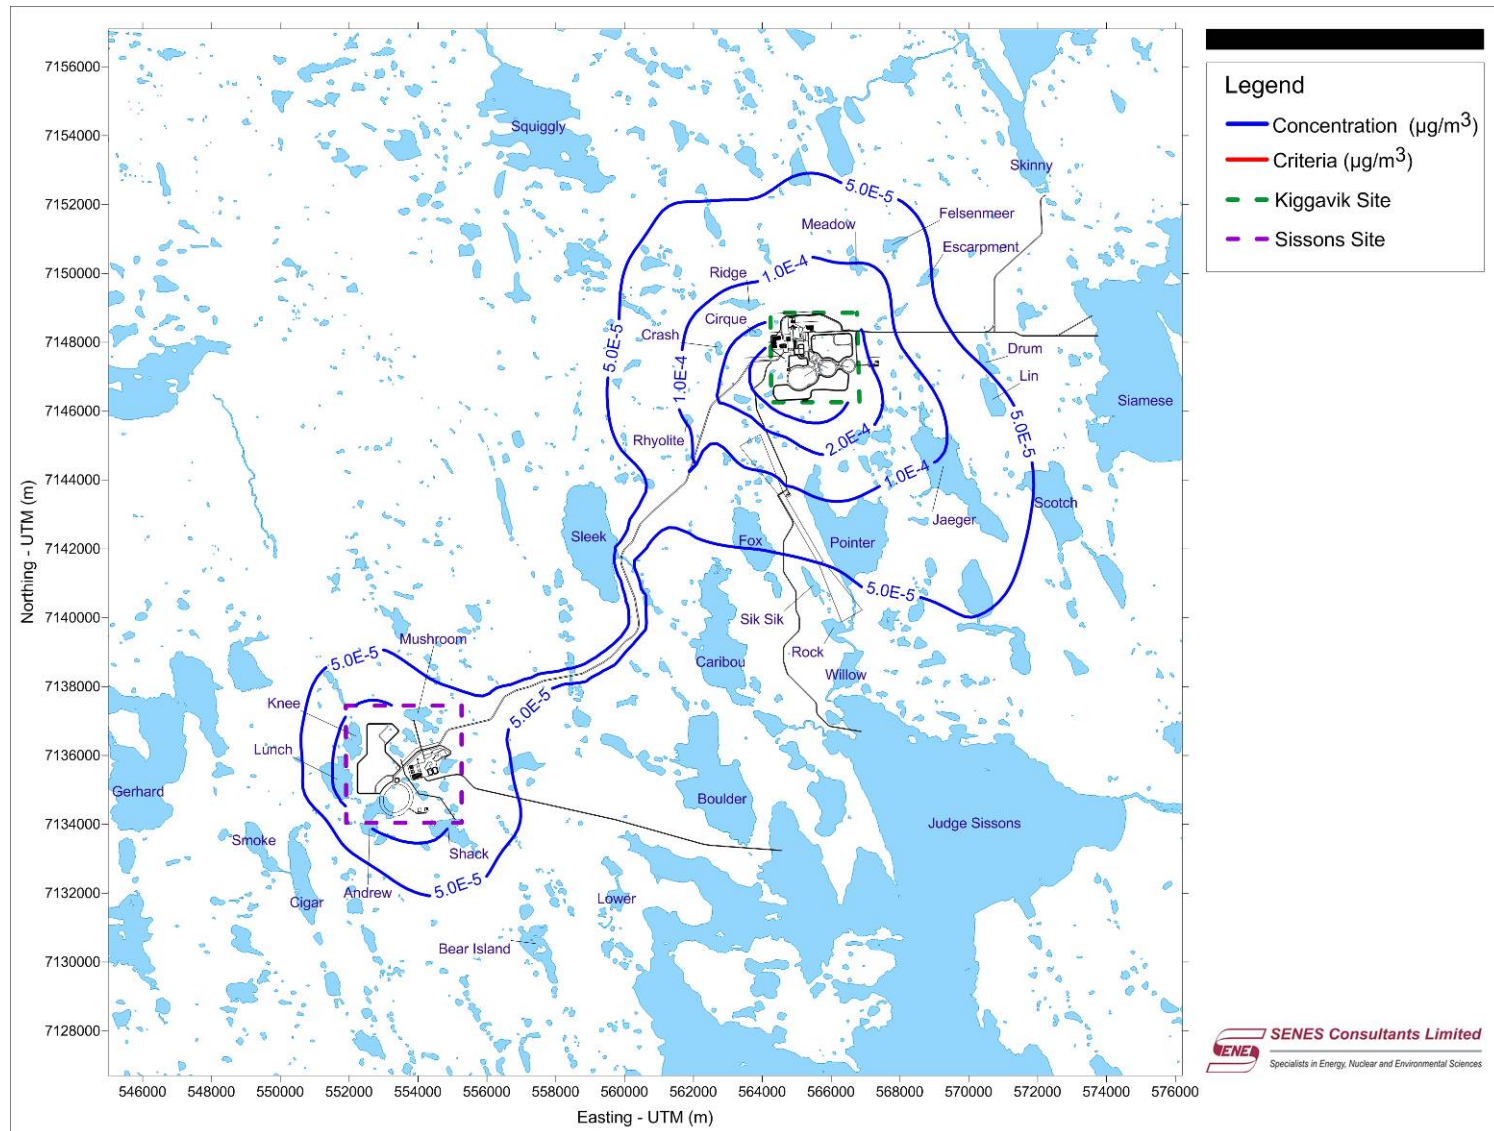 Legend
Concentration (µg/m3)
Criteria (µg/m3)
Kiggavik Site
Sissons Site
Northing - UTM (m)
7156000
7154000
7152000
7150000
7148000
7146000
7144000
7142000
7140000
7138000
7136000
7134000
7132000
7130000
7128000
Squiggly
Skinny
5.0E-5
Felsenmeer
Meadow
Escarpment
Ridge
1.0E-4
Cirque
Crash
5.0E-5
Drum
Lin
1.0E-4
Siamese
5.0E-5
Rhyolite
2.0E-4
1.0E-4
Scotch
Jaeger
Sleek
Fox
Pointer
5.0E-5
Sik Sik
Mushroom
Rock
5.0E-5
Caribou
Willow
Knee
5.0E-5
Lunch
Gerhard
Boulder
Judge Sissons
Smoke
Shack
5.0E-5
Andrew
Cigar
Lower
Bear Island
546000 548000 550000 552000 554000 556000 558000 560000 562000 564000 566000 568000 570000 572000 574000 576000
Easting - UTM (m)
SENES
SENES Consultants Limited
Specialists in Energy, Nuclear and Environmental Sciences